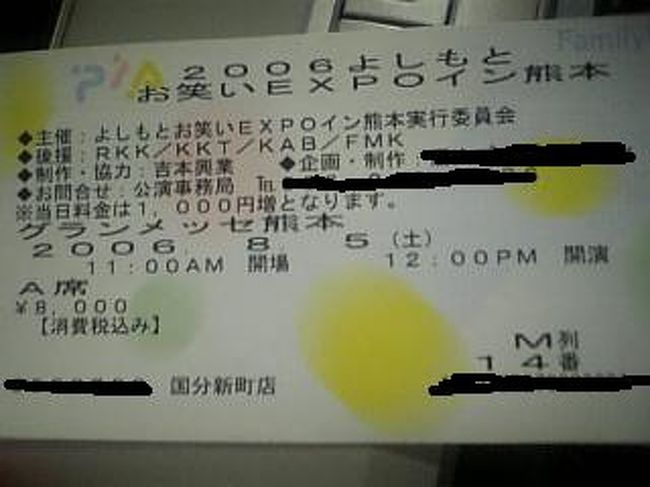 PIA
Family
2006よしもと
お笑いEXPOイン熊本
◆主催：よしもとお笑いEXPOイン熊本実行委員会
◆後援：RKK／KKT／KAB／FMK
◆制作・協力：吉本興業 ◆企画・制作：
◆お問合せ：公演事務局 ℡
※当日料金は1，000円増となります。
グランメッセ熊本
2006． 8． 5（土）
11：00AM 開場 12：00PM 開演
A席
¥8，000
【消費税込み】
M列
14番
国分新町店